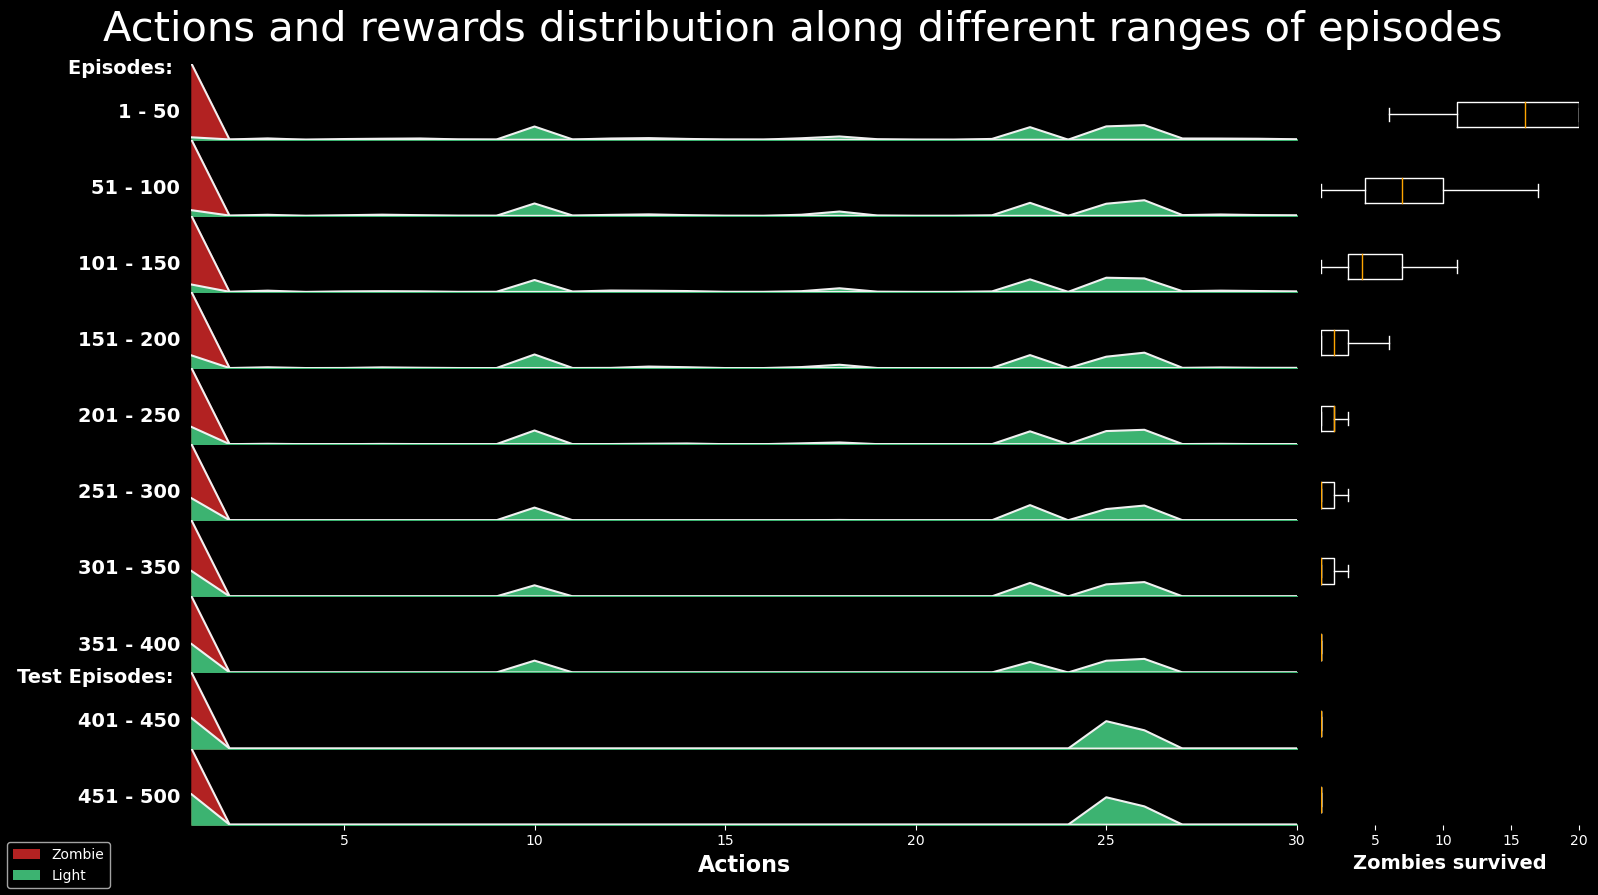 Actions and rewards distribution along different ranges of episodes
Episodes:
1 - 50
51 - 100
101 - 150
151 - 200
201 - 250
251 - 300
301 - 350
351 - 400
Test Episodes:
401 - 450
451 - 500
5 10 15 20 25 30
Actions
5 10 15 20
Zombies survived
Zombie
Light